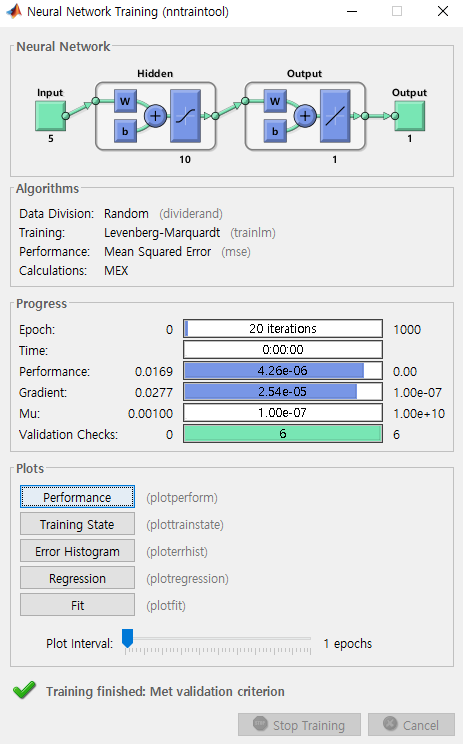 Neural Network Training (nntraintool)
Neural Network
Hidden Output
Input Output
W W
b b
5 10 1 1
Algorithms
Data Division: Random (dividerand)
Training: Levenberg-Marquardt (trainlm)
Performance: Mean Squared Error (mse)
Calculations: MEX
Progress
Epoch: 0 20 iterations 1000
Time: 0:00:00
Performance: 0.0169 4.26e-06 0.00
Gradient: 0.0277 2.54e-05 1.00e-07
Mu: 0.00100 1.00e-07 1.00e+10
Validation Checks: 0 6 6
Plots
Performance (plotperform)
Training State (plottrainstate)
Error Histogram (ploterrhist)
Regression (plotregression)
Fit (plotfit)
Plot Interval: 1 epochs
Training finished: Met validation criterion
Stop Training Cancel